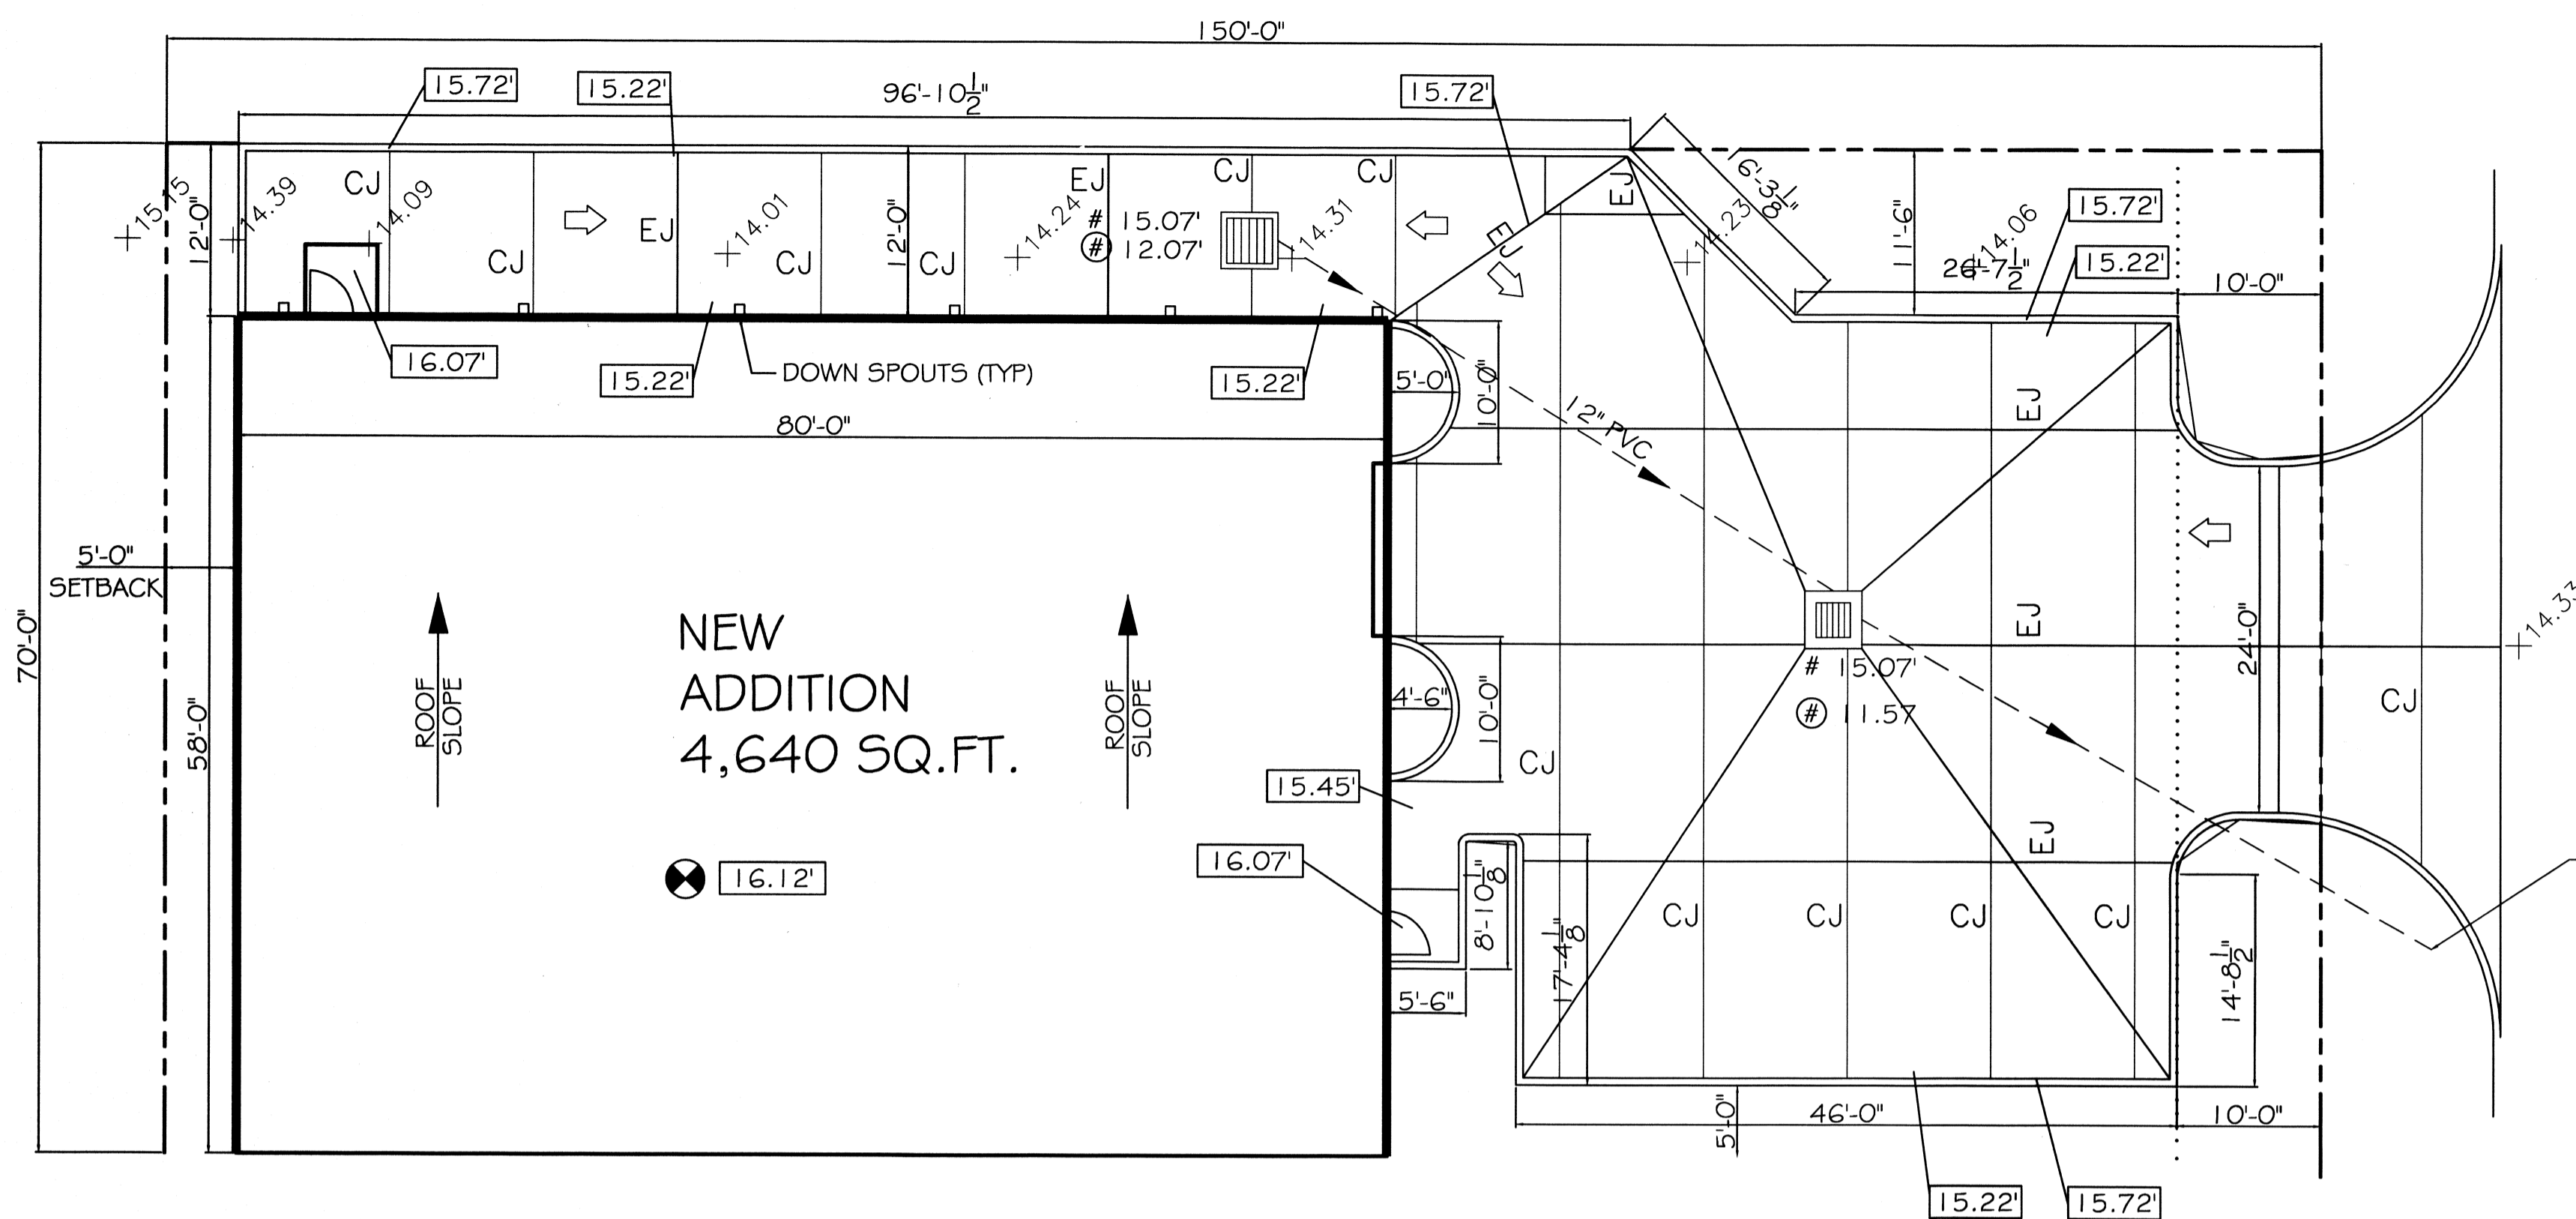 150'-0"
15.72'
15.22'
96'-10 1/2"
15.72'
16'-3 1/8"
12'-0"
+15.15
+14.39
CJ
+14.09
EJ
CJ
CJ
EJ
CJ
EJ
+14.01
CJ
12'-0"
CJ
+14.24
# 15.07'
# 12.07'
+14.31
EJ
+14.23
11'-6"
+14.06
26'-7 1/2"
15.72'
15.22'
10'-0"
16.07'
15.22'
DOWN SPOUTS (TYP)
15.22'
5'-0"
10'-0"
EJ
12" PVC
80'-0"
5'-0"
SETBACK
70'-0"
58'-0"
ROOF
SLOPE
NEW
ADDITION
4,640 SQ.FT.
ROOF
SLOPE
EJ
24'-0"
+14.33
# 15.07'
# 11.57
4'-6"
10'-0"
CJ
CJ
15.45'
EJ
16.07'
16.12'
8'-10 1/8"
17'-4 1/8"
CJ
CJ
CJ
CJ
14'-8 1/2"
5'-6"
5'-0"
46'-0"
10'-0"
15.22'
15.72'